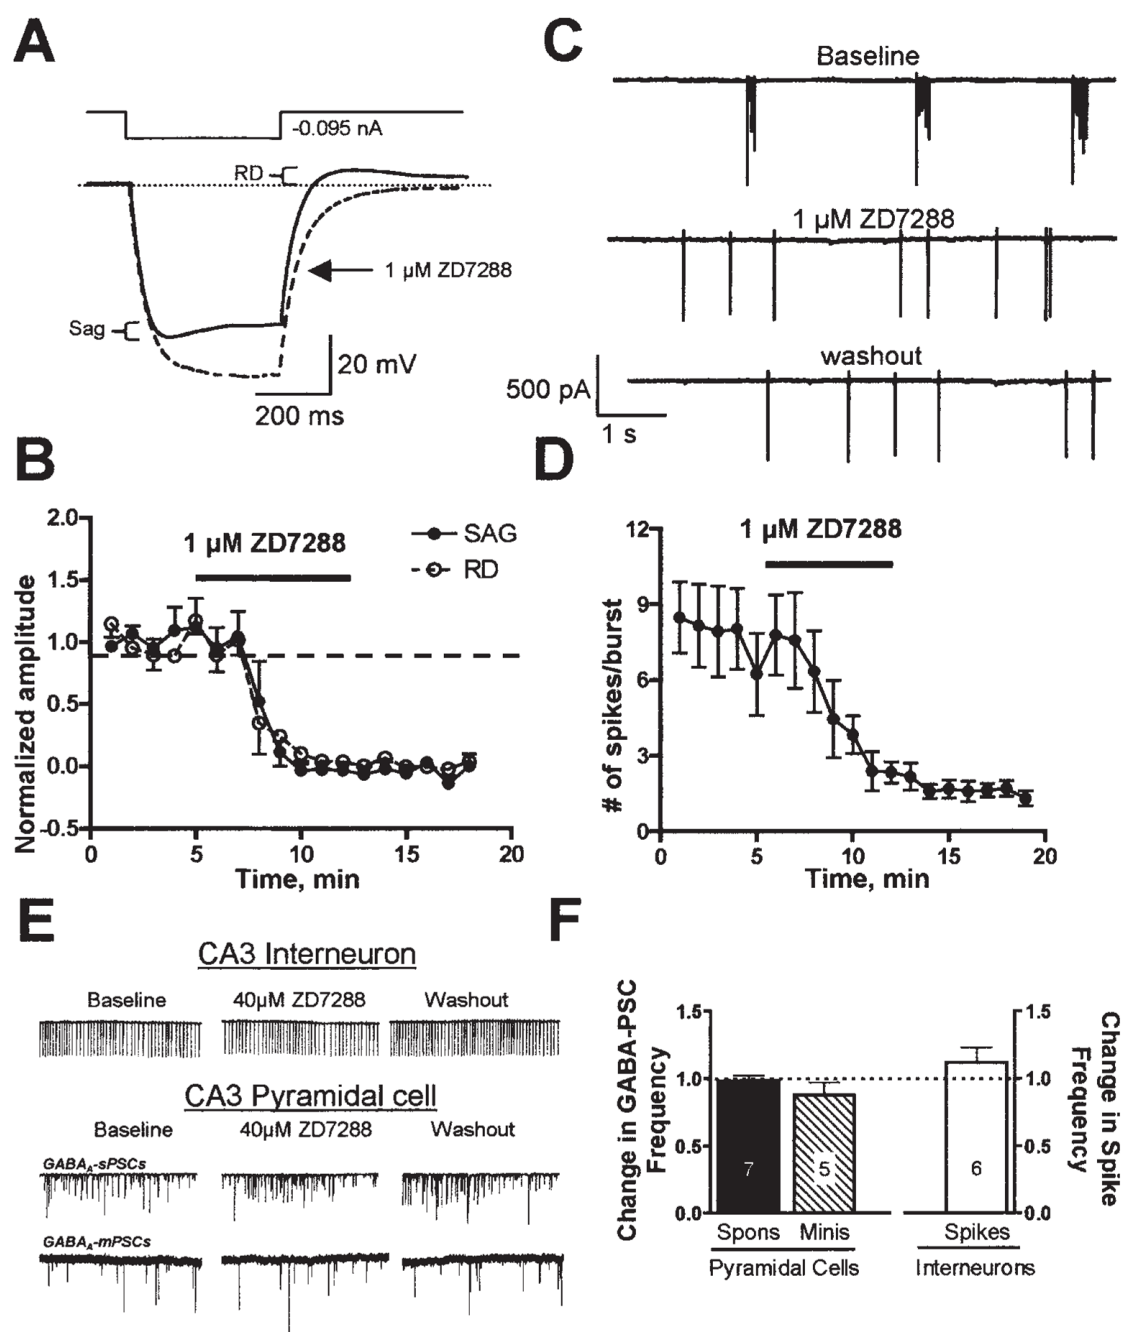 A
-0.095 nA
RD
1 µM ZD7288
Sag
20 mV
200 ms
C
Baseline
1 µM ZD7288
washout
500 pA
1 s
B
1 µM ZD7288
SAG
RD
2.0
1.5
1.0
0.5
0.0
-0.5
Normalized amplitude
0 5 10 15 20
Time, min
D
1 µM ZD7288
12
9
6
3
0
# of spikes/burst
0 5 10 15 20
Time, min
E
CA3 Interneuron
Baseline 40µM ZD7288 Washout
CA3 Pyramidal cell
Baseline 40µM ZD7288 Washout
GABAA-sPSCs
GABAA-mPSCs
F
Change in GABA-PSC
Frequency
1.5
1.0
0.5
0.0
7 5 6
1.5
1.0
0.5
0.0
Change in Spike
Frequency
Spons Minis Spikes
Pyramidal Cells Interneurons